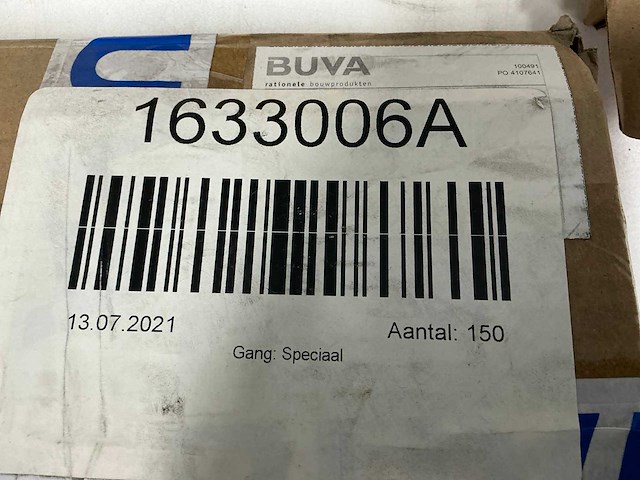 BUVA
rationele bouwprodukten
100491
PO 4107641
1633006A
13.07.2021
Aantal: 150
Gang: Speciaal